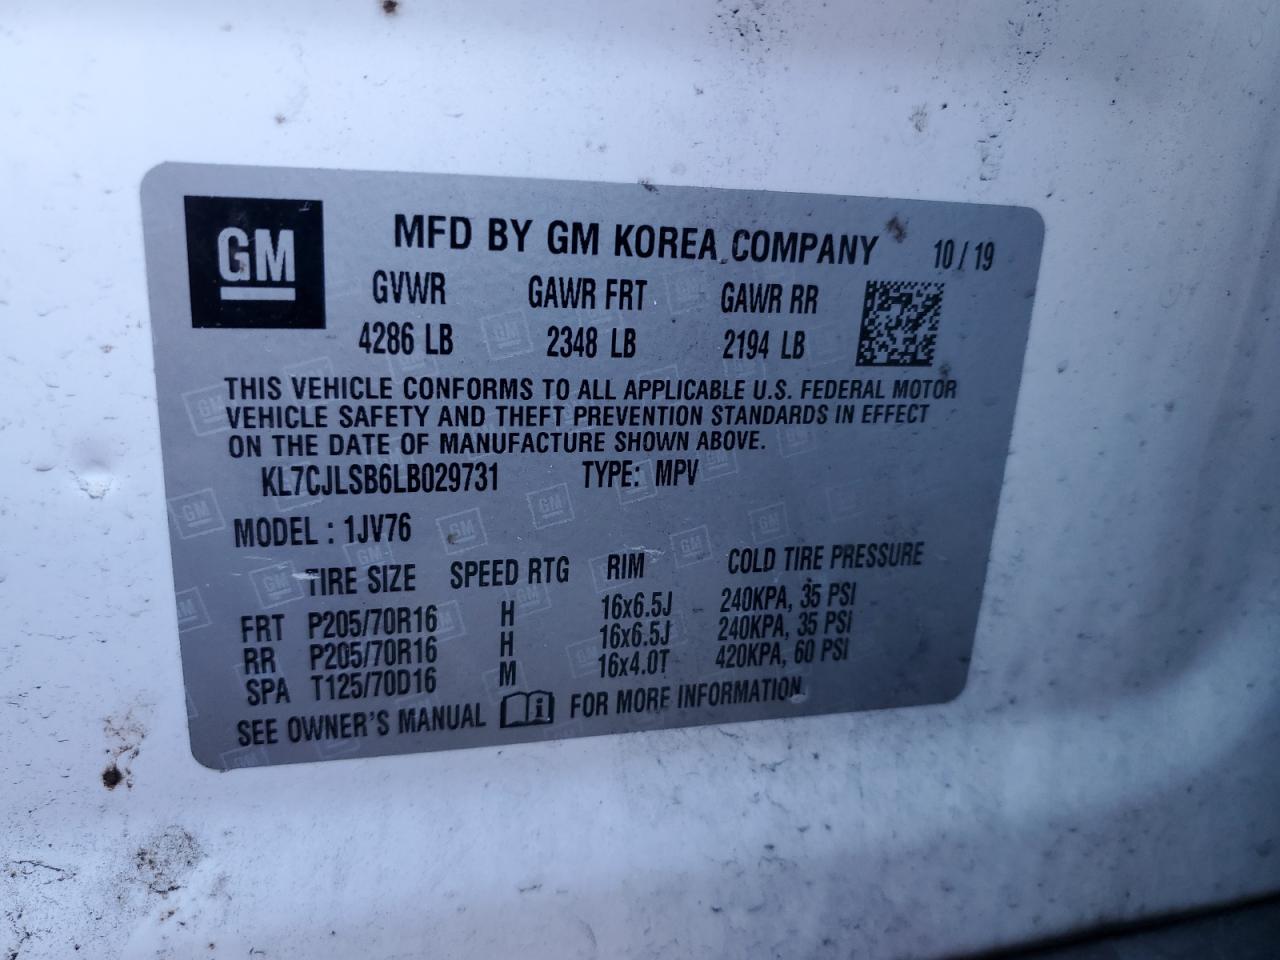 GM
MFD BY GM KOREA COMPANY 10/19
GVWR GAWR FRT GAWR RR
4286 LB 2348 LB 2194 LB
THIS VEHICLE CONFORMS TO ALL APPLICABLE U.S. FEDERAL MOTOR
VEHICLE SAFETY AND THEFT PREVENTION STANDARDS IN EFFECT
ON THE DATE OF MANUFACTURE SHOWN ABOVE.
KL7CJLSB6LB029731 TYPE: MPV
MODEL : 1JV76
TIRE SIZE SPEED RTG RIM COLD TIRE PRESSURE
FRT P205/70R16 H 16x6.5J 240KPA, 35 PSI
RR P205/70R16 H 16x6.5J 240KPA, 35 PSI
SPA T125/70D16 M 16x4.0T 420KPA, 60 PSI
SEE OWNER'S MANUAL i FOR MORE INFORMATION.